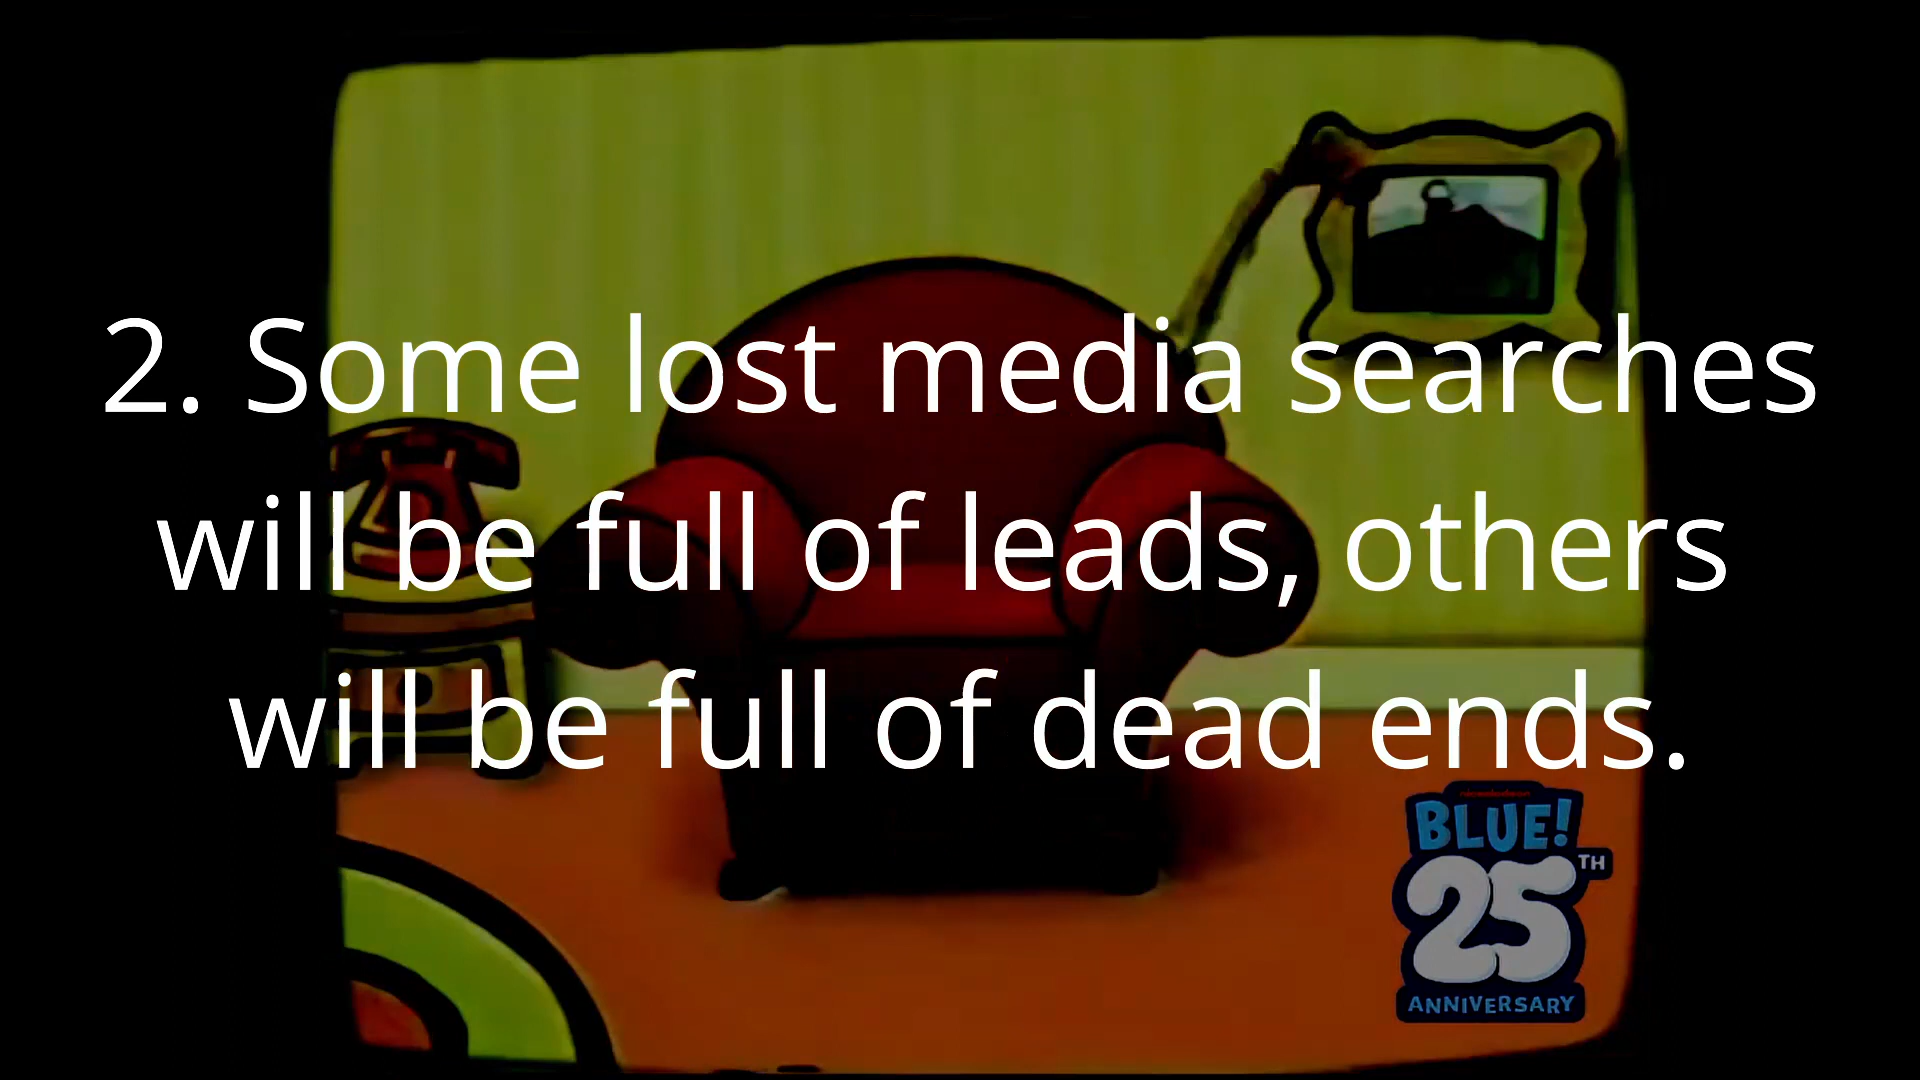 2. Some lost media searches
will be full of leads, others
will be full of dead ends.
nickelodeon
BLUE!
25TH
ANNIVERSARY